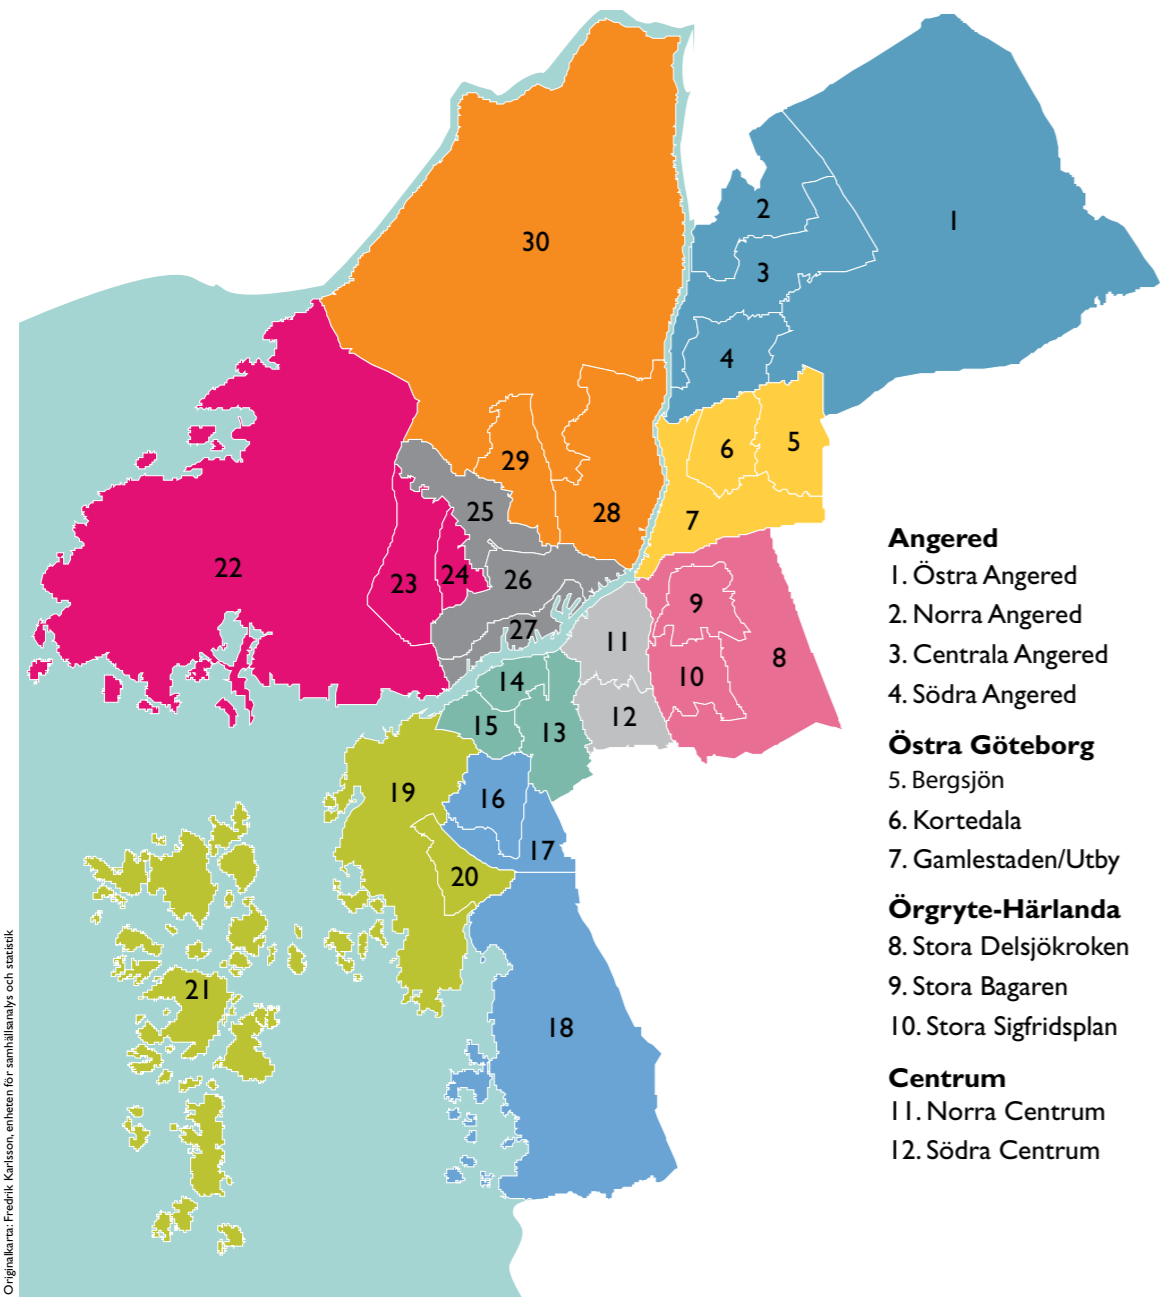 30
1
2
3
4
29
28
6
5
7
25
26
22
23
24
27
11
9
10
8
14
12
15
13
19
16
17
20
21
18
Angered
1. Östra Angered
2. Norra Angered
3. Centrala Angered
4. Södra Angered
Östra Göteborg
5. Bergsjön
6. Kortedala
7. Gamlestaden/Utby
Örgryte-Härlanda
8. Stora Delsjökroken
9. Stora Bagaren
10. Stora Sigfridsplan
Centrum
11. Norra Centrum
12. Södra Centrum
Originalkarta: Fredrik Karlsson, enheten för samhällsanalys och statistik